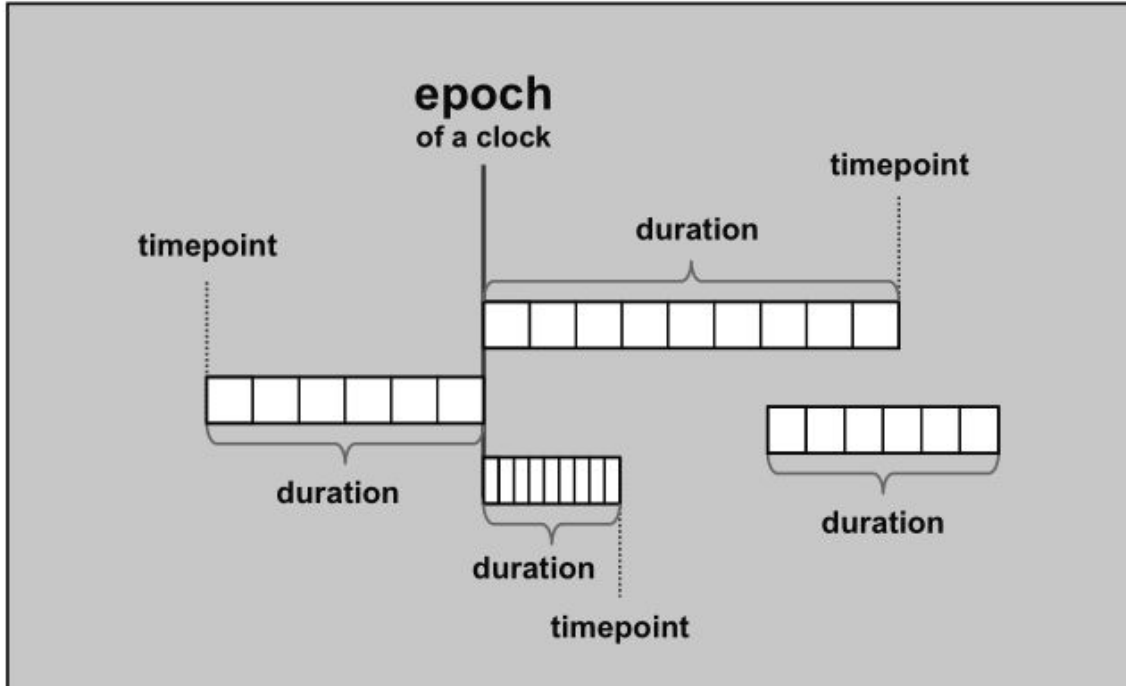 epoch
of a clock
timepoint
duration
timepoint
duration
duration
duration
timepoint